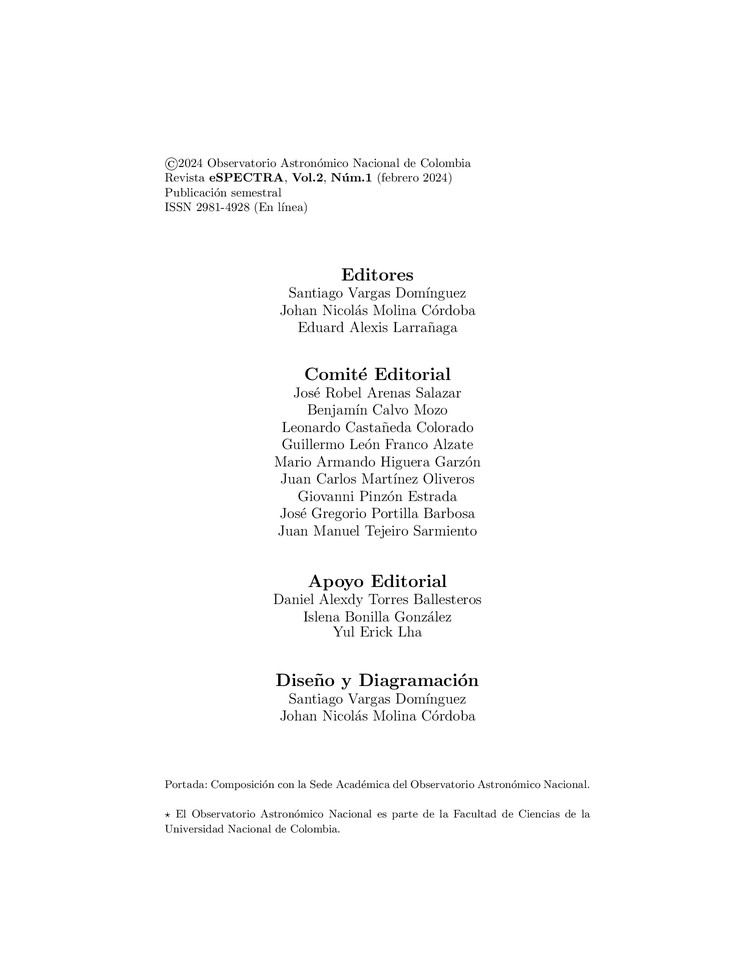 ©2024 Observatorio Astronómico Nacional de Colombia
Revista eSPECTRA, Vol.2, Núm.1 (febrero 2024)
Publicación semestral
ISSN 2981-4928 (En línea)
Editores
Santiago Vargas Domínguez
Johan Nicolás Molina Córdoba
Eduard Alexis Larrañaga
Comité Editorial
José Robel Arenas Salazar
Benjamín Calvo Mozo
Leonardo Castañeda Colorado
Guillermo León Franco Alzate
Mario Armando Higuera Garzón
Juan Carlos Martínez Oliveros
Giovanni Pinzón Estrada
José Gregorio Portilla Barbosa
Juan Manuel Tejeiro Sarmiento
Apoyo Editorial
Daniel Alexdy Torres Ballesteros
Islena Bonilla González
Yul Erick Lha
Diseño y Diagramación
Santiago Vargas Domínguez
Johan Nicolás Molina Córdoba
Portada: Composición con la Sede Académica del Observatorio Astronómico Nacional.
⋆ El Observatorio Astronómico Nacional es parte de la Facultad de Ciencias de la
Universidad Nacional de Colombia.